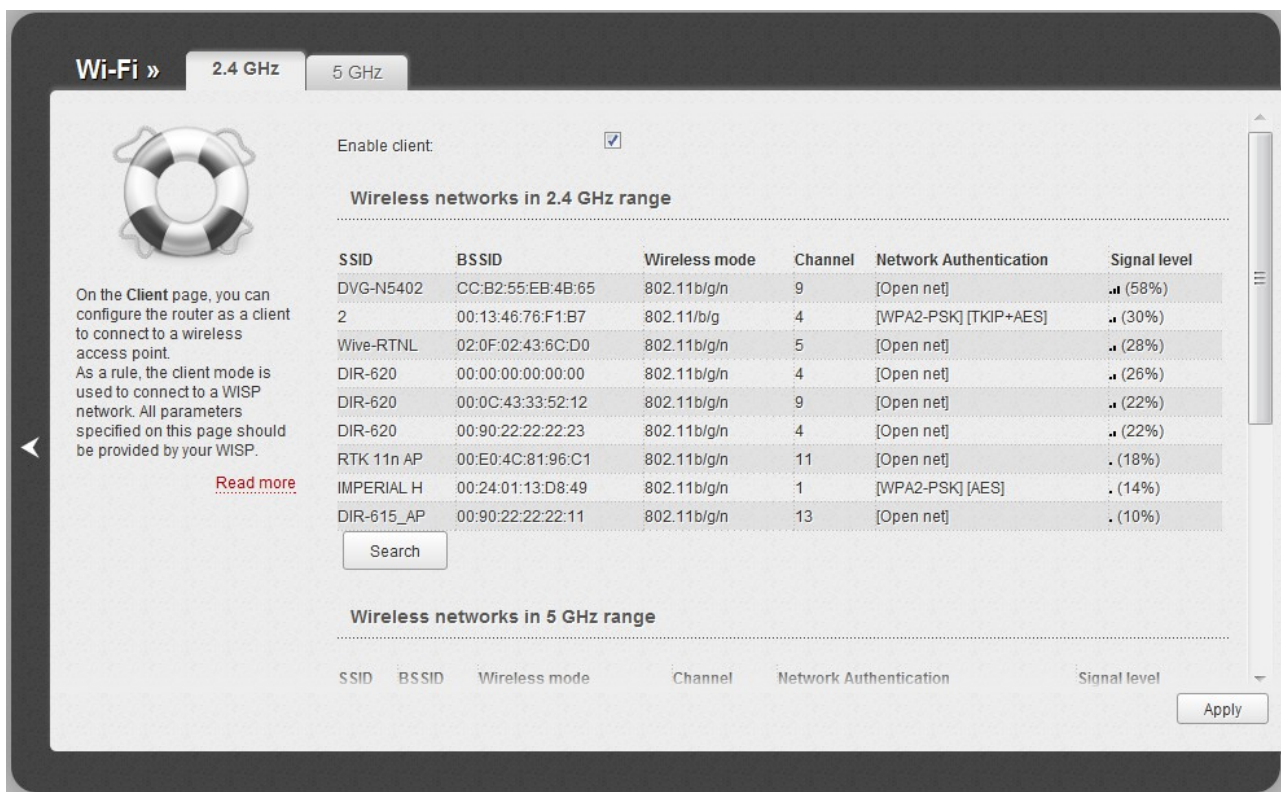 Wi-Fi »
2.4 GHz
5 GHz
On the Client page, you can
configure the router as a client
to connect to a wireless
access point.
As a rule, the client mode is
used to connect to a WISP
network. All parameters
specified on this page should
be provided by your WISP.
Read more
Enable client:
Wireless networks in 2.4 GHz range
SSID BSSID Wireless mode Channel Network Authentication Signal level
DVG-N5402 CC:B2:55:EB:4B:65 802.11b/g/n 9 [Open net] (58%)
2 00:13:46:76:F1:B7 802.11/b/g 4 [WPA2-PSK] [TKIP+AES] (30%)
Wive-RTNL 02:0F:02:43:6C:D0 802.11b/g/n 5 [Open net] (28%)
DIR-620 00:00:00:00:00:00 802.11b/g/n 4 [Open net] (26%)
DIR-620 00:0C:43:33:52:12 802.11b/g/n 9 [Open net] (22%)
DIR-620 00:90:22:22:22:23 802.11b/g/n 4 [Open net] (22%)
RTK 11n AP 00:E0:4C:81:96:C1 802.11b/g/n 11 [Open net] (18%)
IMPERIAL H 00:24:01:13:D8:49 802.11b/g/n 1 [WPA2-PSK] [AES] (14%)
DIR-615_AP 00:90:22:22:22:11 802.11b/g/n 13 [Open net] (10%)
Search
Wireless networks in 5 GHz range
SSID BSSID Wireless mode Channel Network Authentication Signal level
Apply